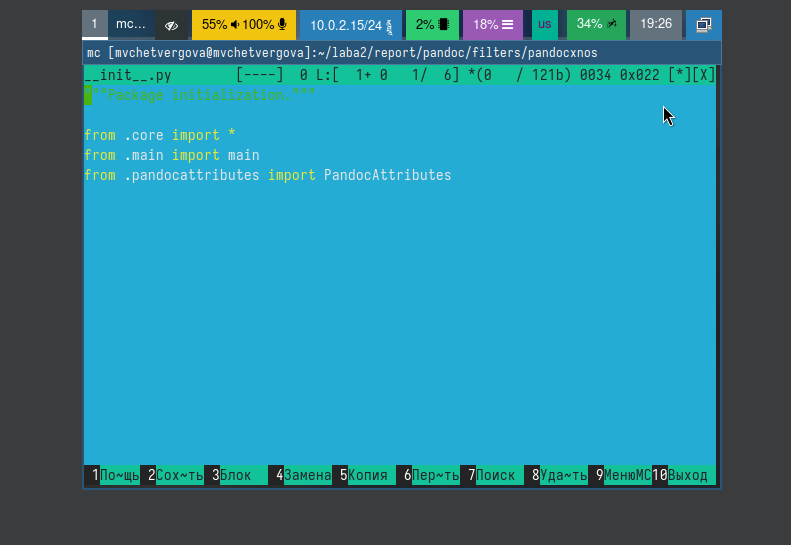 1 mc... 55% 100% 10.0.2.15/24 2% 18% us 34% 19:26
mc [mvchetvergova@mvchetvergova]:~/laba2/report/pandoc/filters/pandocxnos
__init__.py [----] 0 L:[ 1+ 0 1/ 6] *(0 / 121b) 0034 0x022 [*][X]
"""Package initialization."""
from .core import *
from .main import main
from .pandocattributes import PandocAttributes
1По~щь 2Сох~ть 3Блок 4Замена 5Копия 6Пер~ть 7Поиск 8Уда~ть 9МенюMC 10Выход